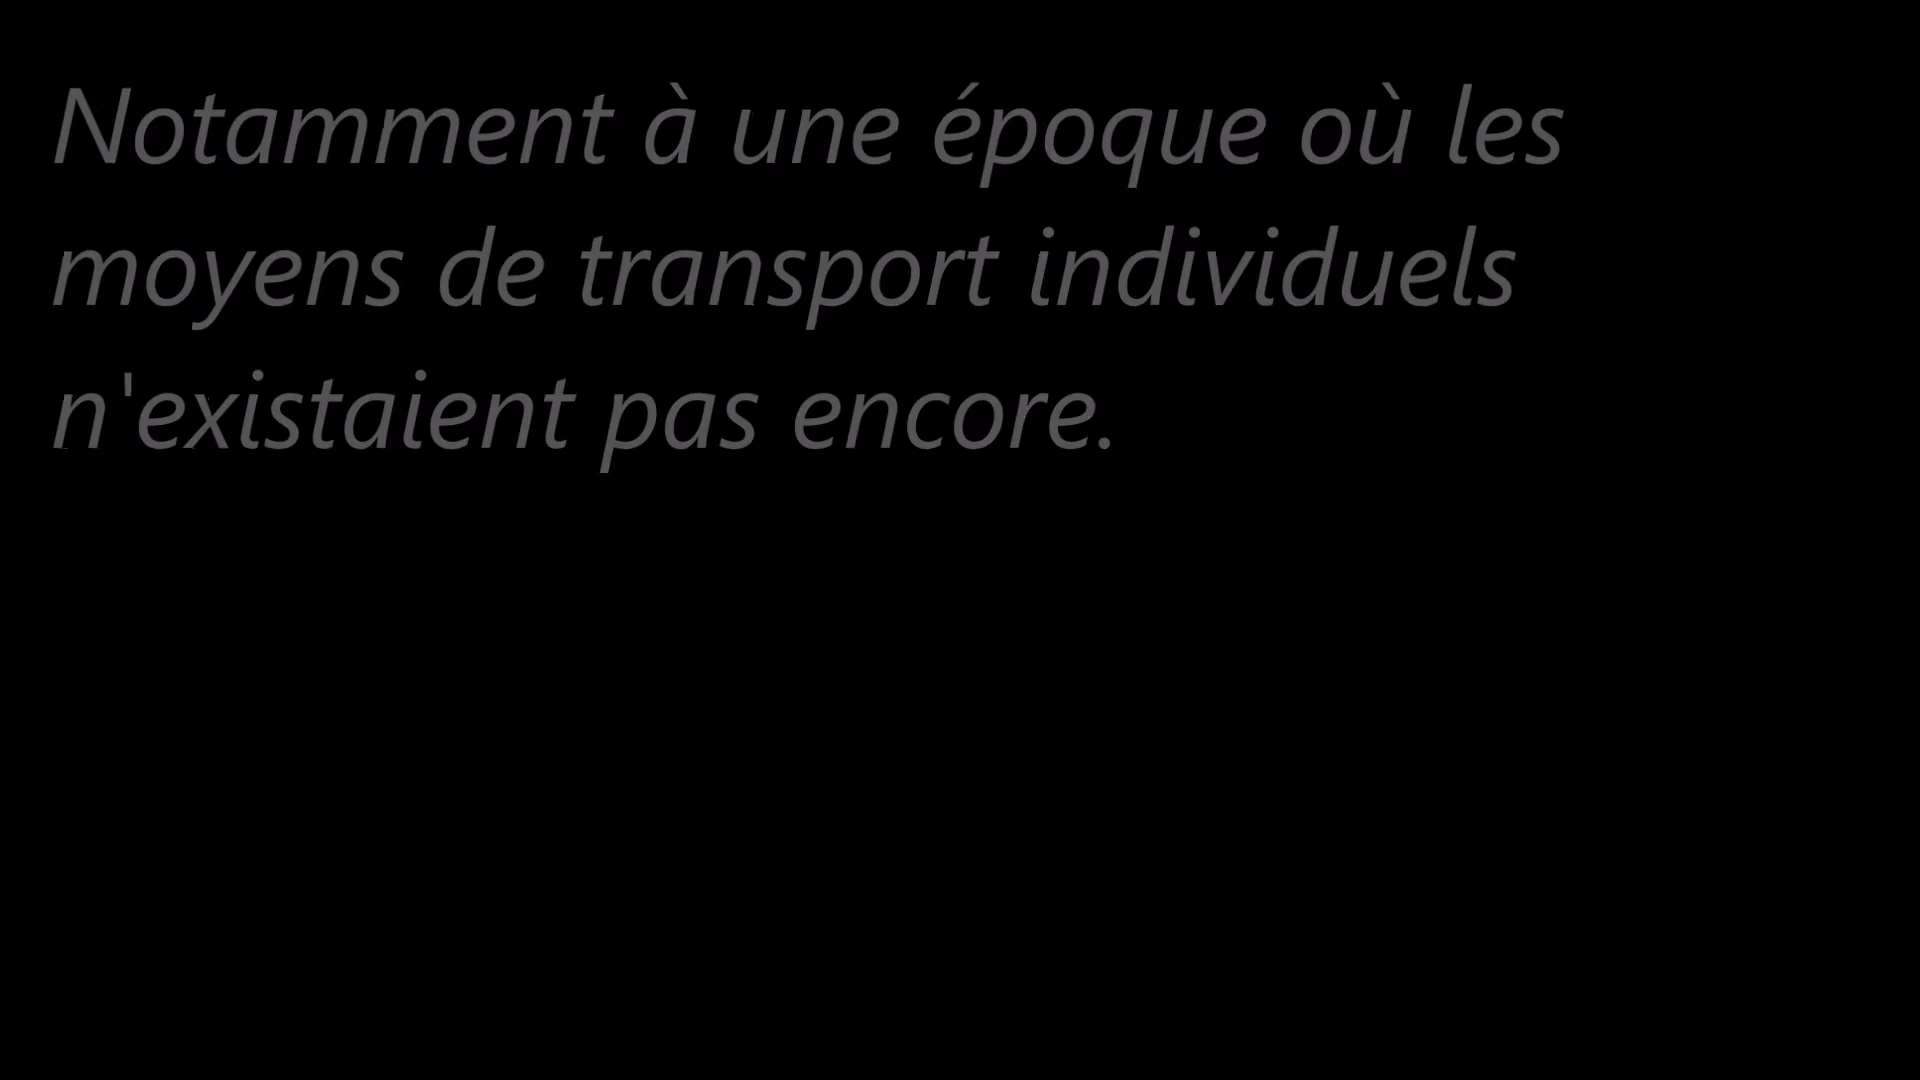 Notamment à une époque où les
moyens de transport individuels
n'existaient pas encore.